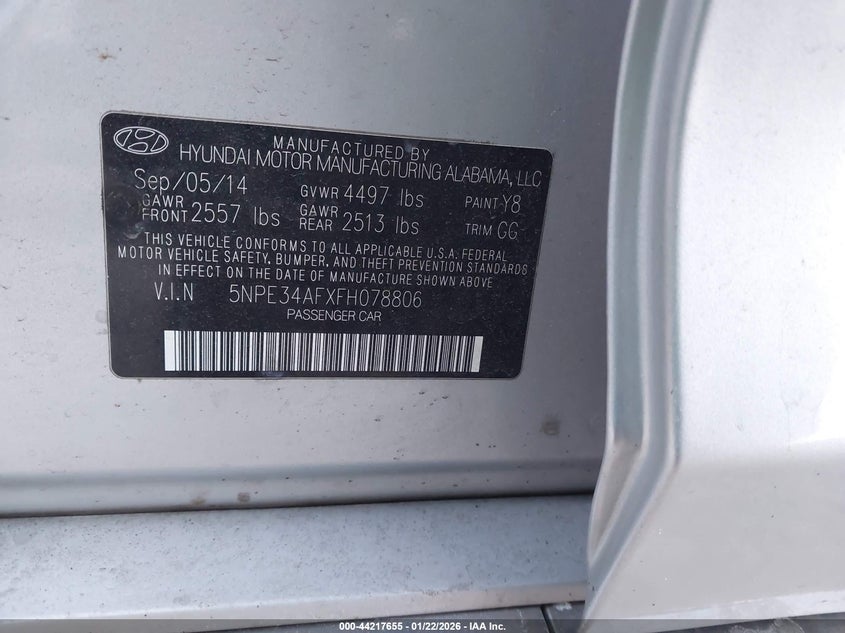 MANUFACTURED BY
HYUNDAI MOTOR MANUFACTURING ALABAMA, LLC
Sep/05/14 GVWR 4497 lbs PAINT Y8
GAWR FRONT 2557 lbs GAWR REAR 2513 lbs TRIM GG
THIS VEHICLE CONFORMS TO ALL APPLICABLE U.S.A. FEDERAL
MOTOR VEHICLE SAFETY, BUMPER, AND THEFT PREVENTION STANDARDS
IN EFFECT ON THE DATE OF MANUFACTURE SHOWN ABOVE.
V.I.N 5NPE34AFXFH078806
PASSENGER CAR
000-44217655 - 01/22/2026 - IAA Inc.